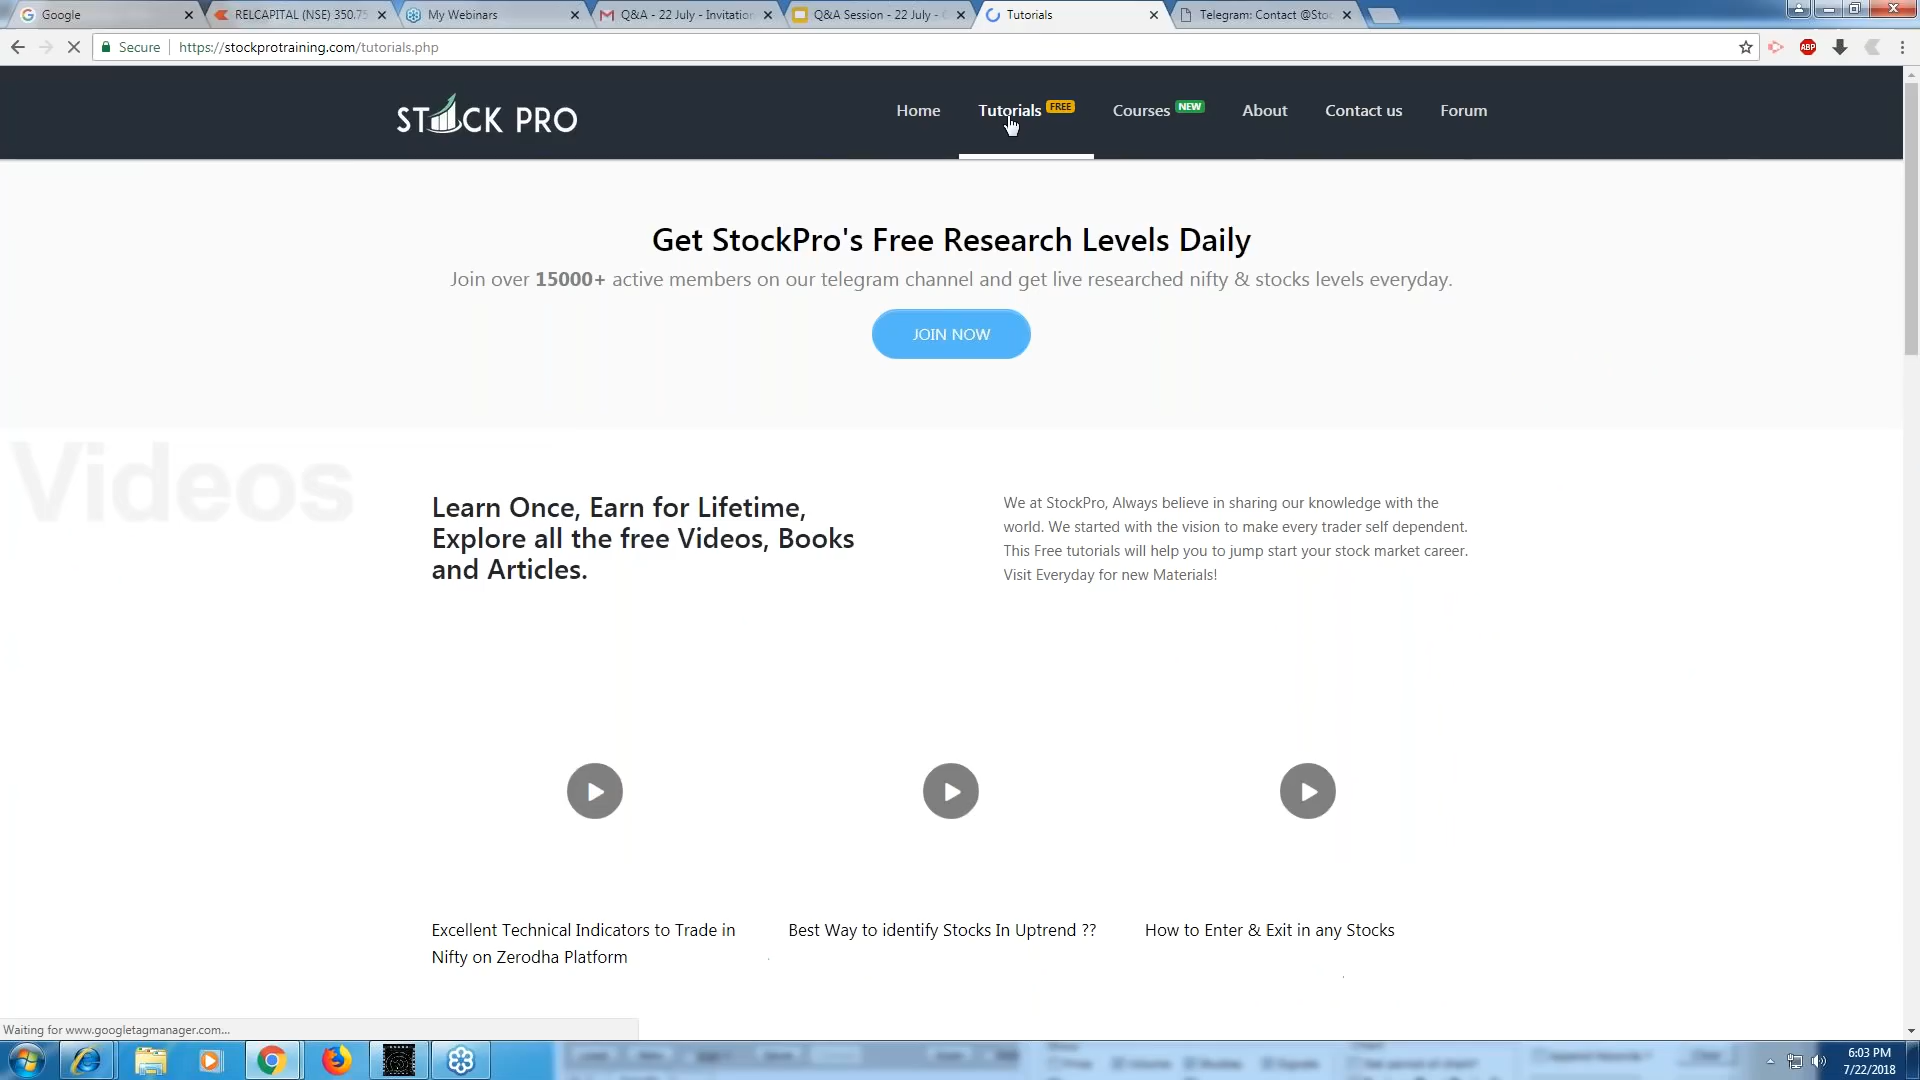 Google
RELCAPITAL (NSE) 350.75
My Webinars
Q&A - 22 July - Invitation
Q&A Session - 22 July -
Tutorials
Telegram: Contact @Stoc
Secure
https://stockprotraining.com/tutorials.php
ABP
STOCK PRO
Home
Tutorials FREE
Courses NEW
About
Contact us
Forum
Get StockPro's Free Research Levels Daily
Join over 15000+ active members on our telegram channel and get live researched nifty & stocks levels everyday.
JOIN NOW
Videos
Learn Once, Earn for Lifetime,
Explore all the free Videos, Books
and Articles.
We at StockPro, Always believe in sharing our knowledge with the
world. We started with the vision to make every trader self dependent.
This Free tutorials will help you to jump start your stock market career.
Visit Everyday for new Materials!
Excellent Technical Indicators to Trade in
Nifty on Zerodha Platform
Best Way to identify Stocks In Uptrend ??
How to Enter & Exit in any Stocks
Waiting for www.googletagmanager.com...
6:03 PM
7/22/2018